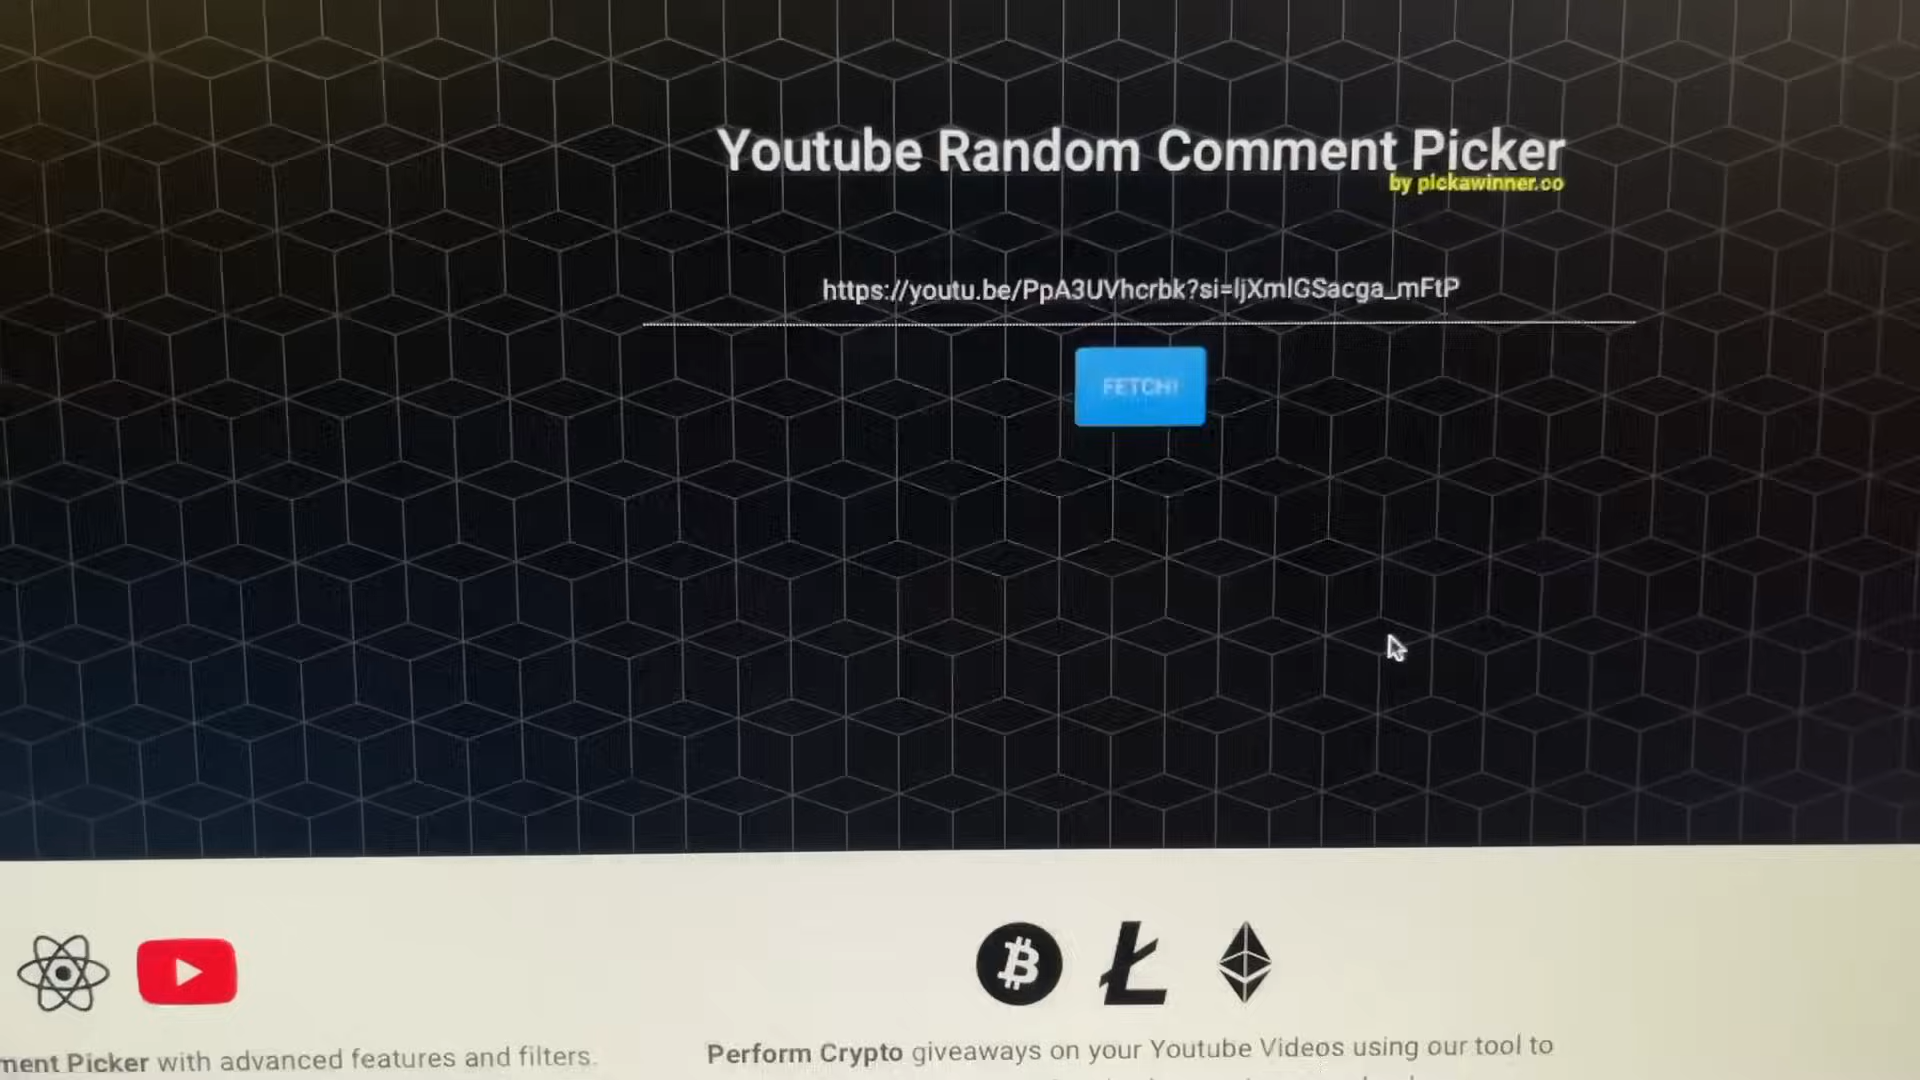 Youtube Random Comment Picker
by pickawinner.co
https://youtu.be/PpA3UVhcrbk?si=ljXmlGSacga_mFtP
FETCH!
ment Picker with advanced features and filters.
Perform Crypto giveaways on your Youtube Videos using our tool to